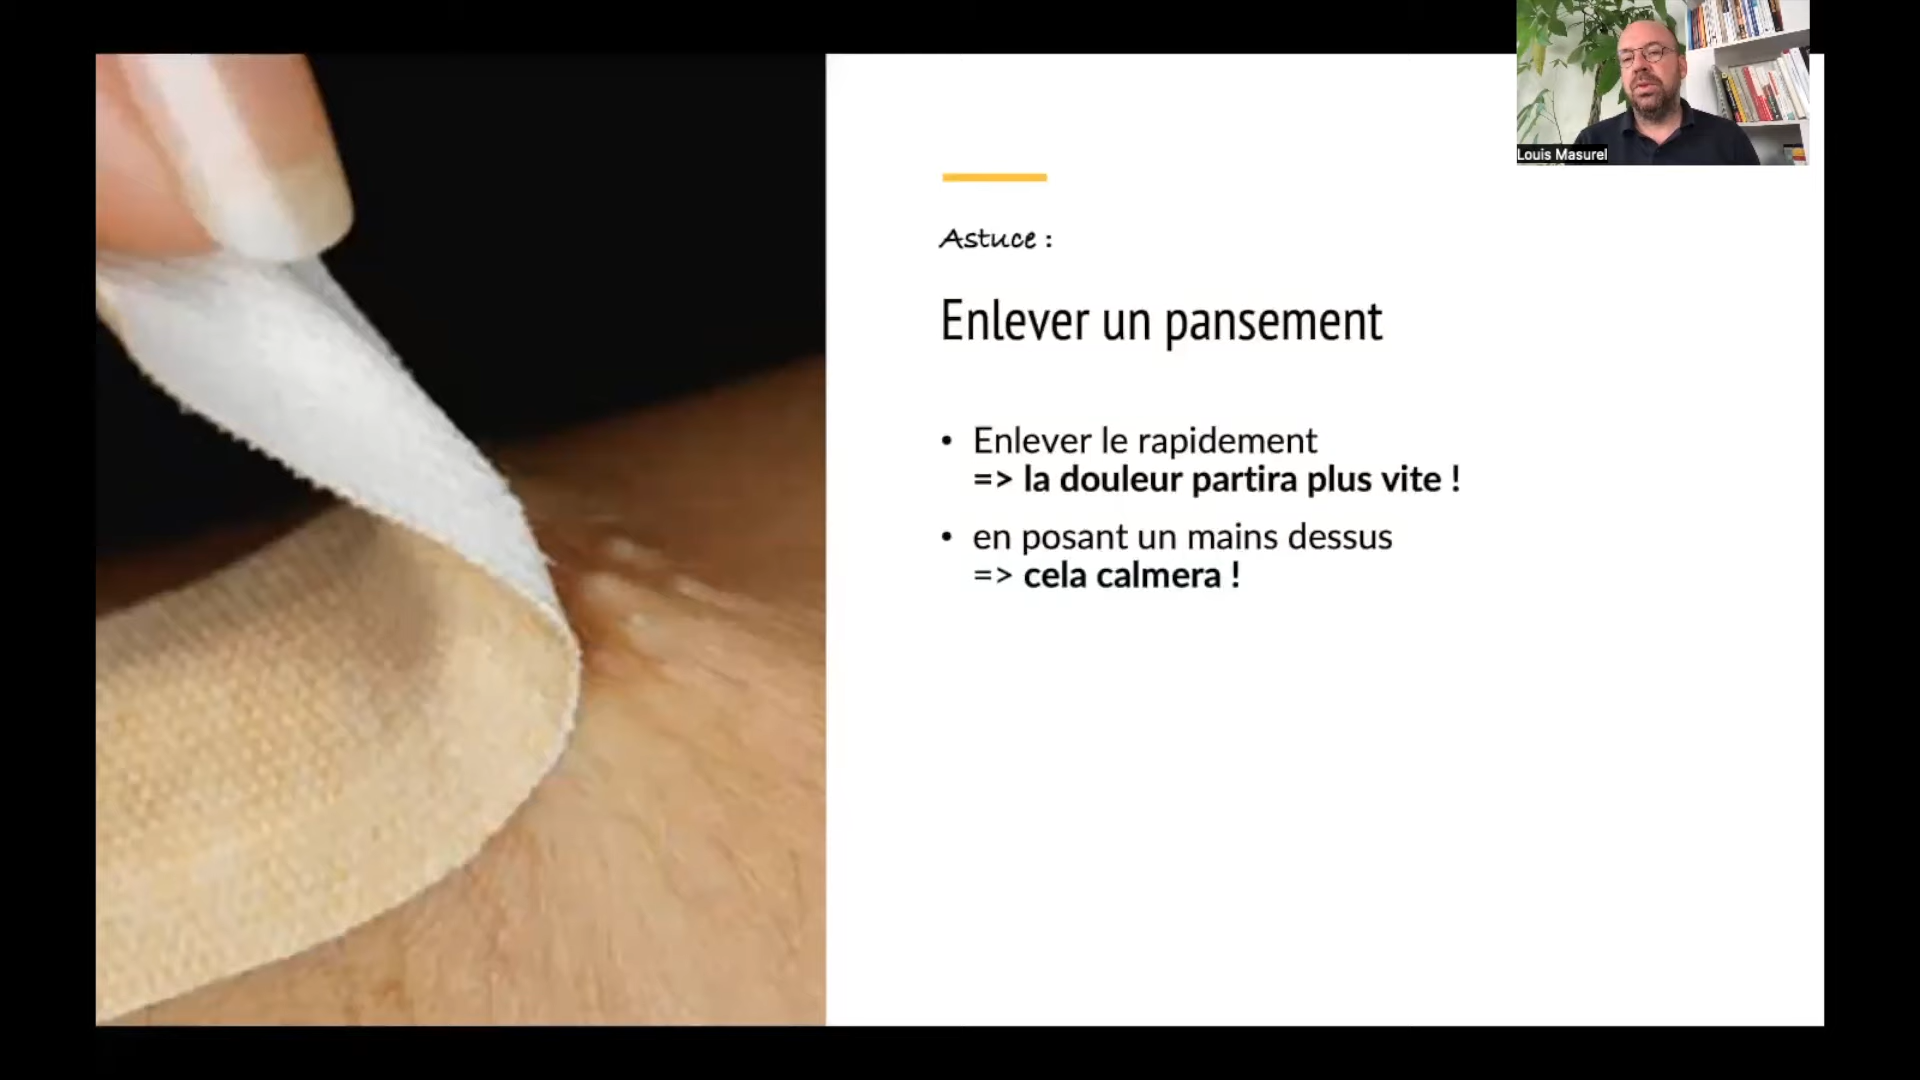 Louis Masurel
Astuce :
Enlever un pansement
• Enlever le rapidement
=> la douleur partira plus vite !
• en posant un mains dessus
=> cela calmera !